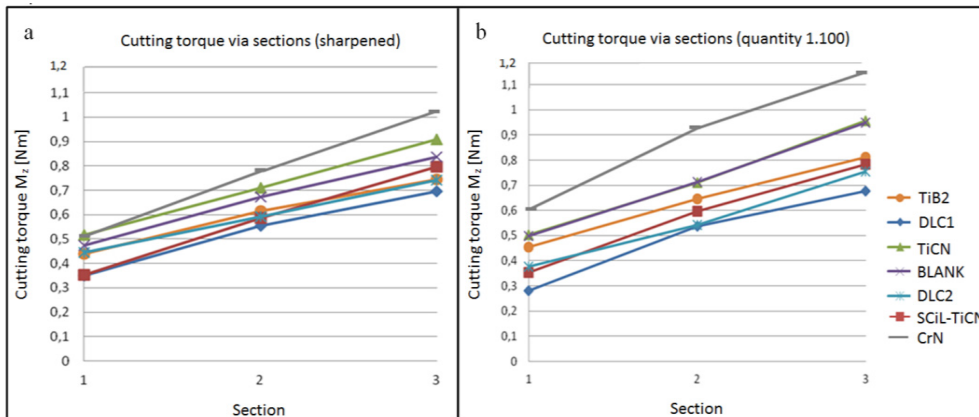 a
Cutting torque via sections (sharpened)
Cutting torque M_z [Nm]
1,2
1,1
1
0,9
0,8
0,7
0,6
0,5
0,4
0,3
0,2
0,1
0
1 2 3
Section
b
Cutting torque via sections (quantity 1.100)
Cutting torque M_z [Nm]
1,2
1,1
1
0,9
0,8
0,7
0,6
0,5
0,4
0,3
0,2
0,1
0
1 2 3
Section
TiB2
DLC1
TiCN
BLANK
DLC2
SCiL-TiCN
CrN